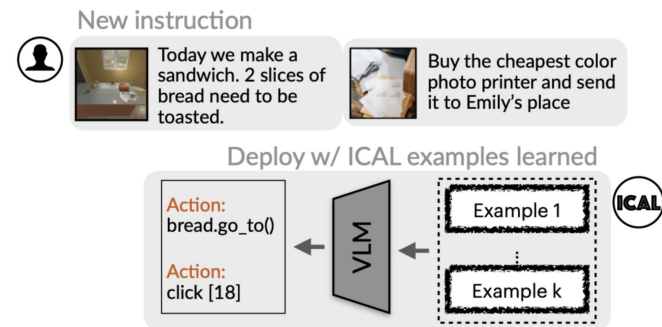 New instruction
Today we make a
sandwich. 2 slices of
bread need to be
toasted.
Buy the cheapest color
photo printer and send
it to Emily's place
Deploy w/ ICAL examples learned
Action:
bread.go_to()
Action:
click [18]
VLM
Example 1
⋮
Example k
ICAL